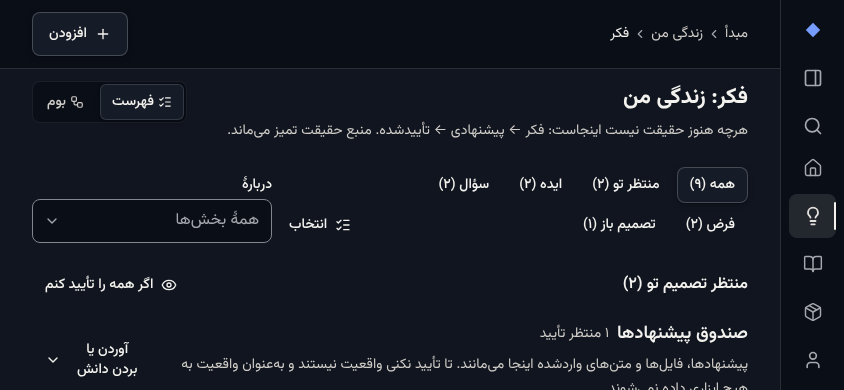 مبدأ › زندگی من › فکر
+ افزودن
فکر: زندگی من
فهرست
بوم
هرچه هنوز حقیقت نیست اینجاست: فکر ← پیشنهادی ← تأییدشده. منبع حقیقت تمیز می‌ماند.
همه (۹)
منتظر تو (۲)
ایده (۲)
سؤال (۲)
دربارهٔ
فرض (۲)
تصمیم باز (۱)
انتخاب
همهٔ بخش‌ها
منتظر تصمیم تو (۲)
اگر همه را تأیید کنم
صندوق پیشنهادها ۱ منتظر تأیید
آوردن یا
بردن دانش
پیشنهادها، فایل‌ها و متن‌های واردشده اینجا می‌مانند. تا تأیید نکنی واقعیت نیستند و به‌عنوان واقعیت به